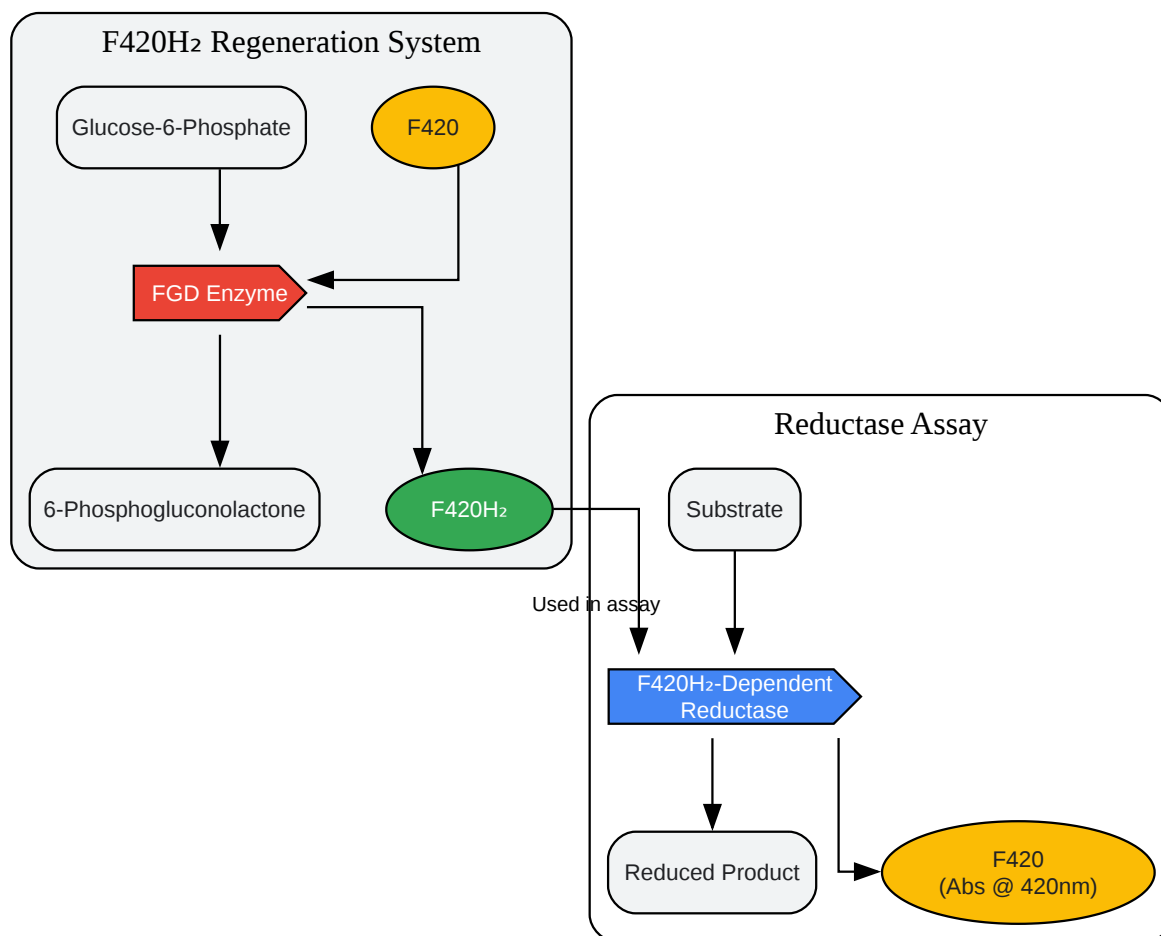 F420H₂ Regeneration System
Glucose-6-Phosphate
F420
FGD Enzyme
6-Phosphogluconolactone
F420H₂
Used in assay
Reductase Assay
Substrate
F420H₂-Dependent
Reductase
Reduced Product
F420
(Abs @ 420nm)